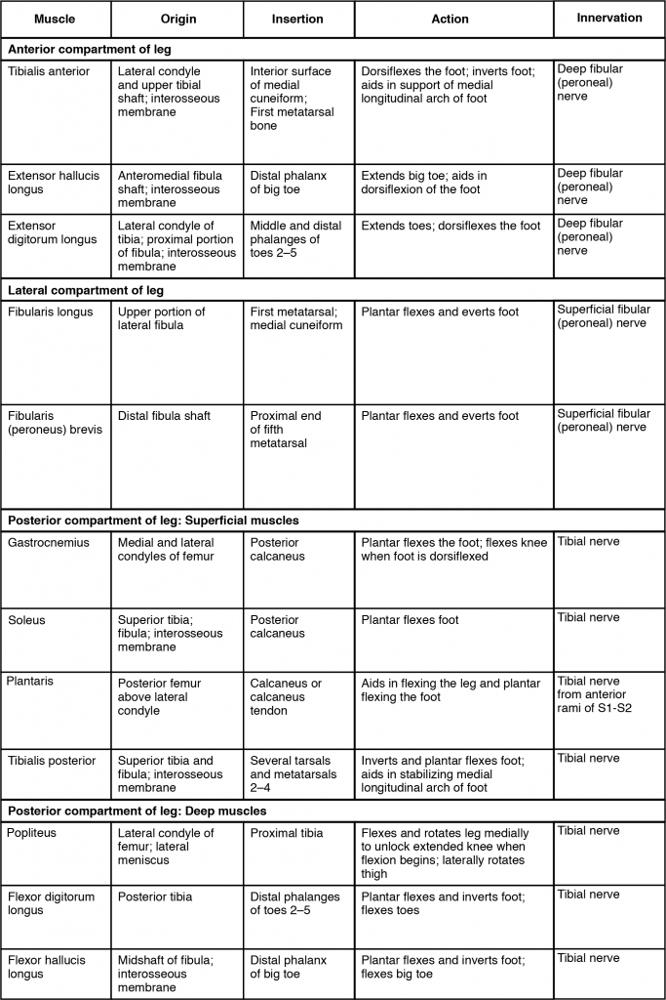 Muscle
Origin
Insertion
Action
Innervation
Anterior compartment of leg
Tibialis anterior
Lateral condyle
and upper tibial
shaft; interosseous
membrane
Interior surface
of medial
cuneiform;
First metatarsal
bone
Dorsiflexes the foot; inverts foot;
aids in support of medial
longitudinal arch of foot
Deep fibular
(peroneal)
nerve
Extensor hallucis
longus
Anteromedial fibula
shaft; interosseous
membrane
Distal phalanx
of big toe
Extends big toe; aids in
dorsiflexion of the foot
Deep fibular
(peroneal)
nerve
Extensor
digitorum longus
Lateral condyle of
tibia; proximal portion
of fibula; interosseous
membrane
Middle and distal
phalanges of
toes 2–5
Extends toes; dorsiflexes the foot
Deep fibular
(peroneal)
nerve
Lateral compartment of leg
Fibularis longus
Upper portion of
lateral fibula
First metatarsal;
medial cuneiform
Plantar flexes and everts foot
Superficial fibular
(peroneal) nerve
Fibularis
(peroneus) brevis
Distal fibula shaft
Proximal end
of fifth
metatarsal
Plantar flexes and everts foot
Superficial fibular
(peroneal) nerve
Posterior compartment of leg: Superficial muscles
Gastrocnemius
Medial and lateral
condyles of femur
Posterior
calcaneus
Plantar flexes the foot; flexes knee
when foot is dorsiflexed
Tibial nerve
Soleus
Superior tibia;
fibula; interosseous
membrane
Posterior
calcaneus
Plantar flexes foot
Tibial nerve
Plantaris
Posterior femur
above lateral
condyle
Calcaneus or
calcaneus
tendon
Aids in flexing the leg and plantar
flexing the foot
Tibial nerve
from anterior
rami of S1-S2
Tibialis posterior
Superior tibia and
fibula; interosseous
membrane
Several tarsals
and metatarsals
2–4
Inverts and plantar flexes foot;
aids in stabilizing medial
longitudinal arch of foot
Tibial nerve
Posterior compartment of leg: Deep muscles
Popliteus
Lateral condyle of
femur; lateral
meniscus
Proximal tibia
Flexes and rotates leg medially
to unlock extended knee when
flexion begins; laterally rotates
thigh
Tibial nerve
Flexor digitorum
longus
Posterior tibia
Distal phalanges
of toes 2–5
Plantar flexes and inverts foot;
flexes toes
Tibial nerve
Flexor hallucis
longus
Midshaft of fibula;
interosseous
membrane
Distal phalanx
of big toe
Plantar flexes and inverts foot;
flexes big toe
Tibial nerve